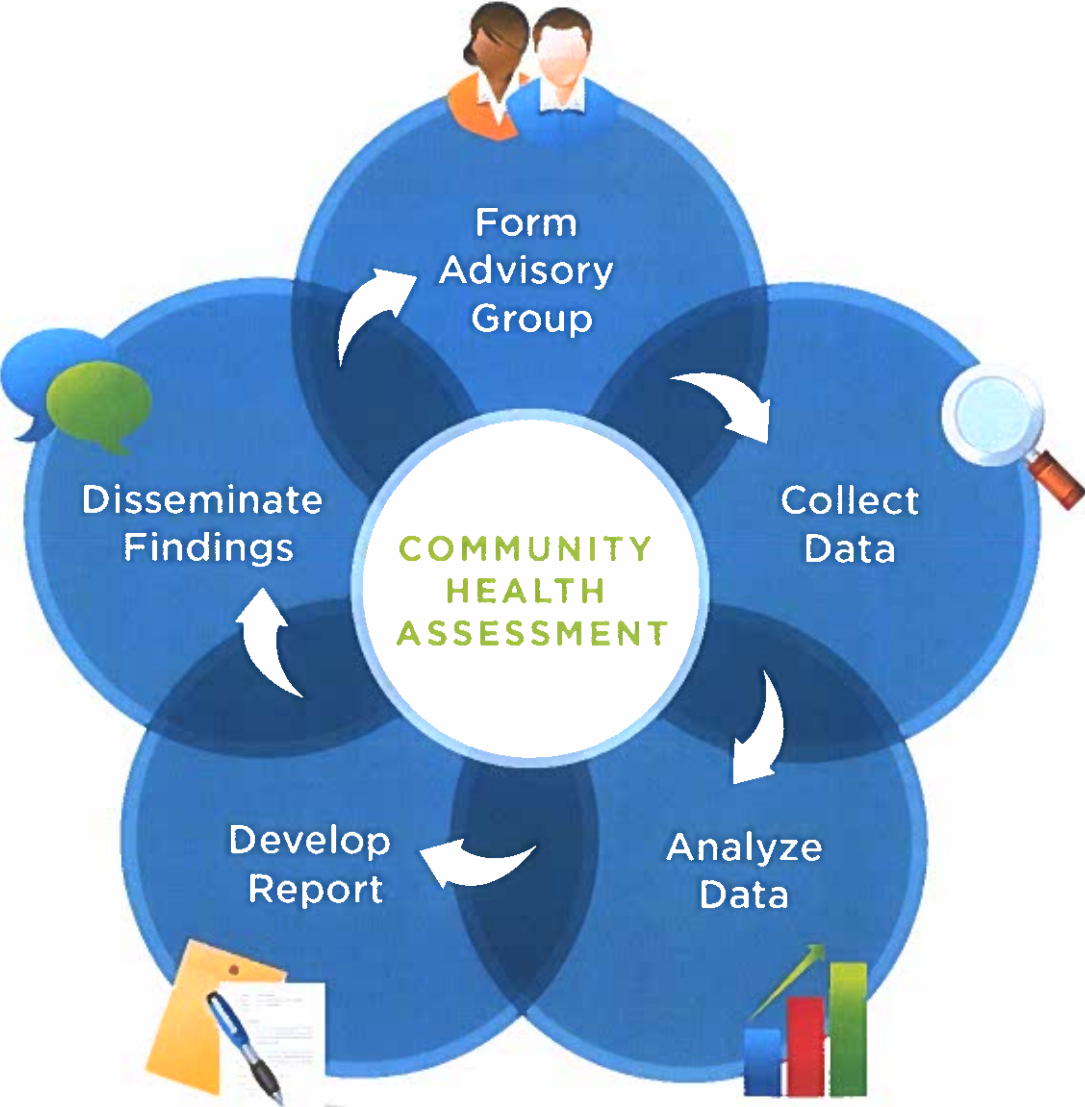 Form
Advisory
Group
Collect
Data
Analyze
Data
Develop
Report
Disseminate
Findings
COMMUNITY
HEALTH
ASSESSMENT